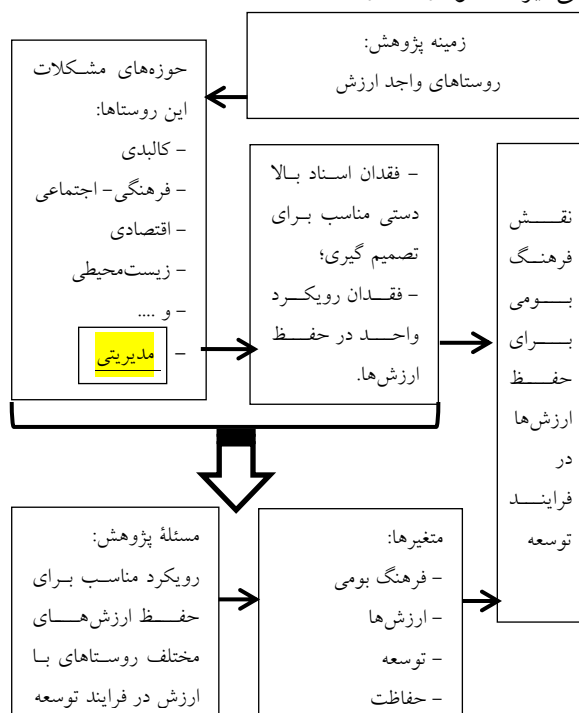 زمینه پژوهش:
روستاهای واجد ارزش
حوزه‌های مشکلات
این روستاها:
- کالبدی
- فرهنگی- اجتماعی
- اقتصادی
- زیست‌محیطی
- و ....
- مدیریتی
- فقدان اسناد بالا
دستی مناسب برای
تصمیم گیری؛
- فقدان رویکرد
واحد در حفظ
ارزش‌ها.
نقش
فرهنگ
بومی
برای
حفظ
ارزش‌ها
در
فرایند
توسعه
مسئلهٔ پژوهش:
رویکرد مناسب برای
حفظ ارزش‌های
مختلف روستاهای با
ارزش در فرایند توسعه
متغیرها:
- فرهنگ بومی
- ارزش‌ها
- توسعه
- حفاظت